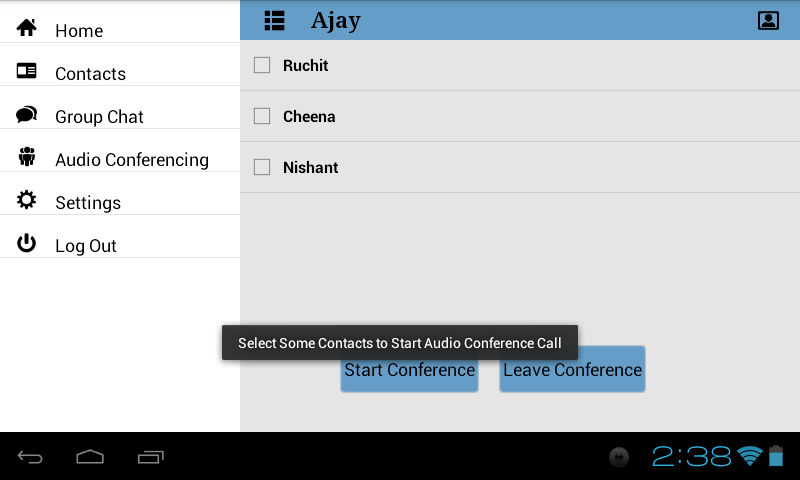 Home
Contacts
Group Chat
Audio Conferencing
Settings
Log Out
Ajay
Ruchit
Cheena
Nishant
Select Some Contacts to Start Audio Conference Call
Start Conference
Leave Conference
2:38